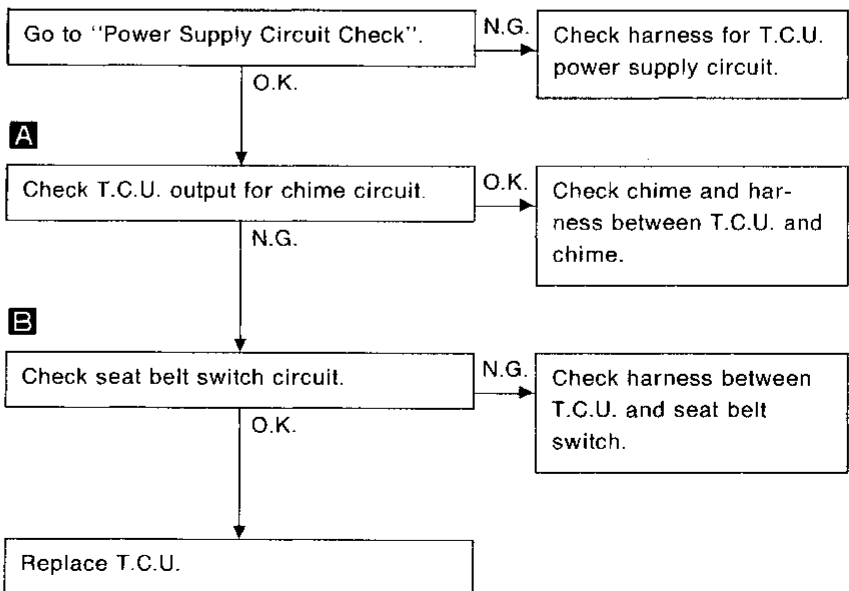 Go to "Power Supply Circuit Check".
N.G.
Check harness for T.C.U.
power supply circuit.
O.K.
A
Check T.C.U. output for chime circuit.
O.K.
Check chime and har-
ness between T.C.U. and
chime.
N.G.
B
Check seat belt switch circuit.
N.G.
Check harness between
T.C.U. and seat belt
switch.
O.K.
Replace T.C.U.